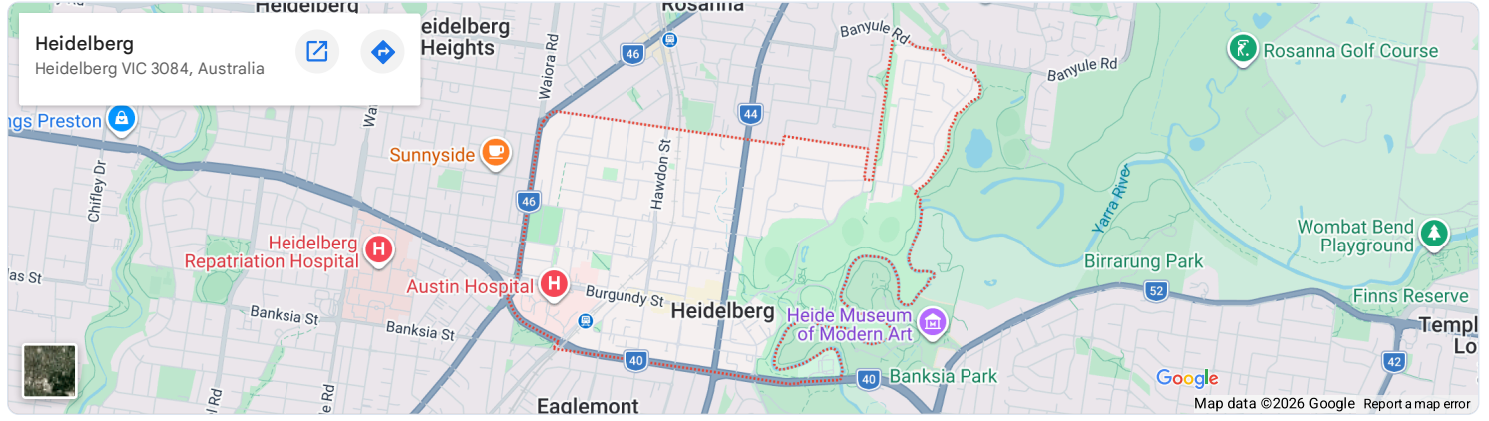 Heidelberg
Rosanna
Heidelberg
Heidelberg VIC 3084, Australia
eidelberg
Heights
Banyule Rd
Banyule Rd
Rosanna Golf Course
46
Waiora Rd
44
ngs Preston
Sunnyside
Chifley Dr
Hawdon St
46
Yarra River
Wombat Bend
Playground
Heidelberg
Repatriation Hospital
H
Birrarung Park
as St
Austin Hospital
H
Burgundy St
52
Finns Reserve
Heidelberg
Heide Museum
of Modern Art
Banksia St
Banksia St
Templ
Lo
40
42
40
Banksia Park
Google
Eaglemont
Map data ©2026 Google
Report a map error